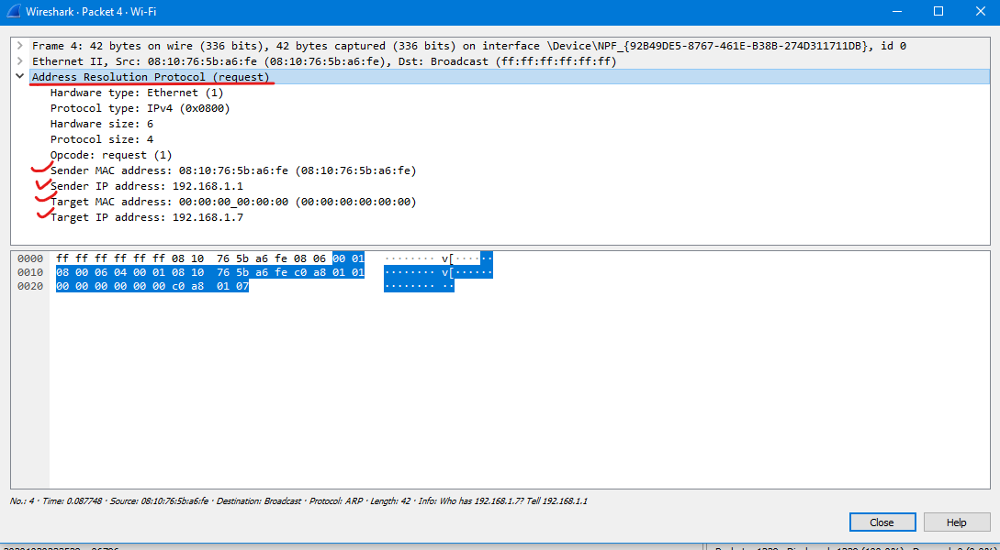 Wireshark · Packet 4 · Wi-Fi
Frame 4: 42 bytes on wire (336 bits), 42 bytes captured (336 bits) on interface \Device\NPF_{92B49DE5-8767-461E-B38B-274D311711DB}, id 0
Ethernet II, Src: 08:10:76:5b:a6:fe (08:10:76:5b:a6:fe), Dst: Broadcast (ff:ff:ff:ff:ff:ff)
Address Resolution Protocol (request)
Hardware type: Ethernet (1)
Protocol type: IPv4 (0x0800)
Hardware size: 6
Protocol size: 4
Opcode: request (1)
Sender MAC address: 08:10:76:5b:a6:fe (08:10:76:5b:a6:fe)
Sender IP address: 192.168.1.1
Target MAC address: 00:00:00_00:00:00 (00:00:00:00:00:00)
Target IP address: 192.168.1.7
0000 ff ff ff ff ff ff 08 10 76 5b a6 fe 08 06 00 01 ········ v[······
0010 08 00 06 04 00 01 08 10 76 5b a6 fe c0 a8 01 01 ········ v[······
0020 00 00 00 00 00 00 c0 a8 01 07 ········ ··
No.: 4 · Time: 0.087748 · Source: 08:10:76:5b:a6:fe · Destination: Broadcast · Protocol: ARP · Length: 42 · Info: Who has 192.168.1.7? Tell 192.168.1.1
Close Help